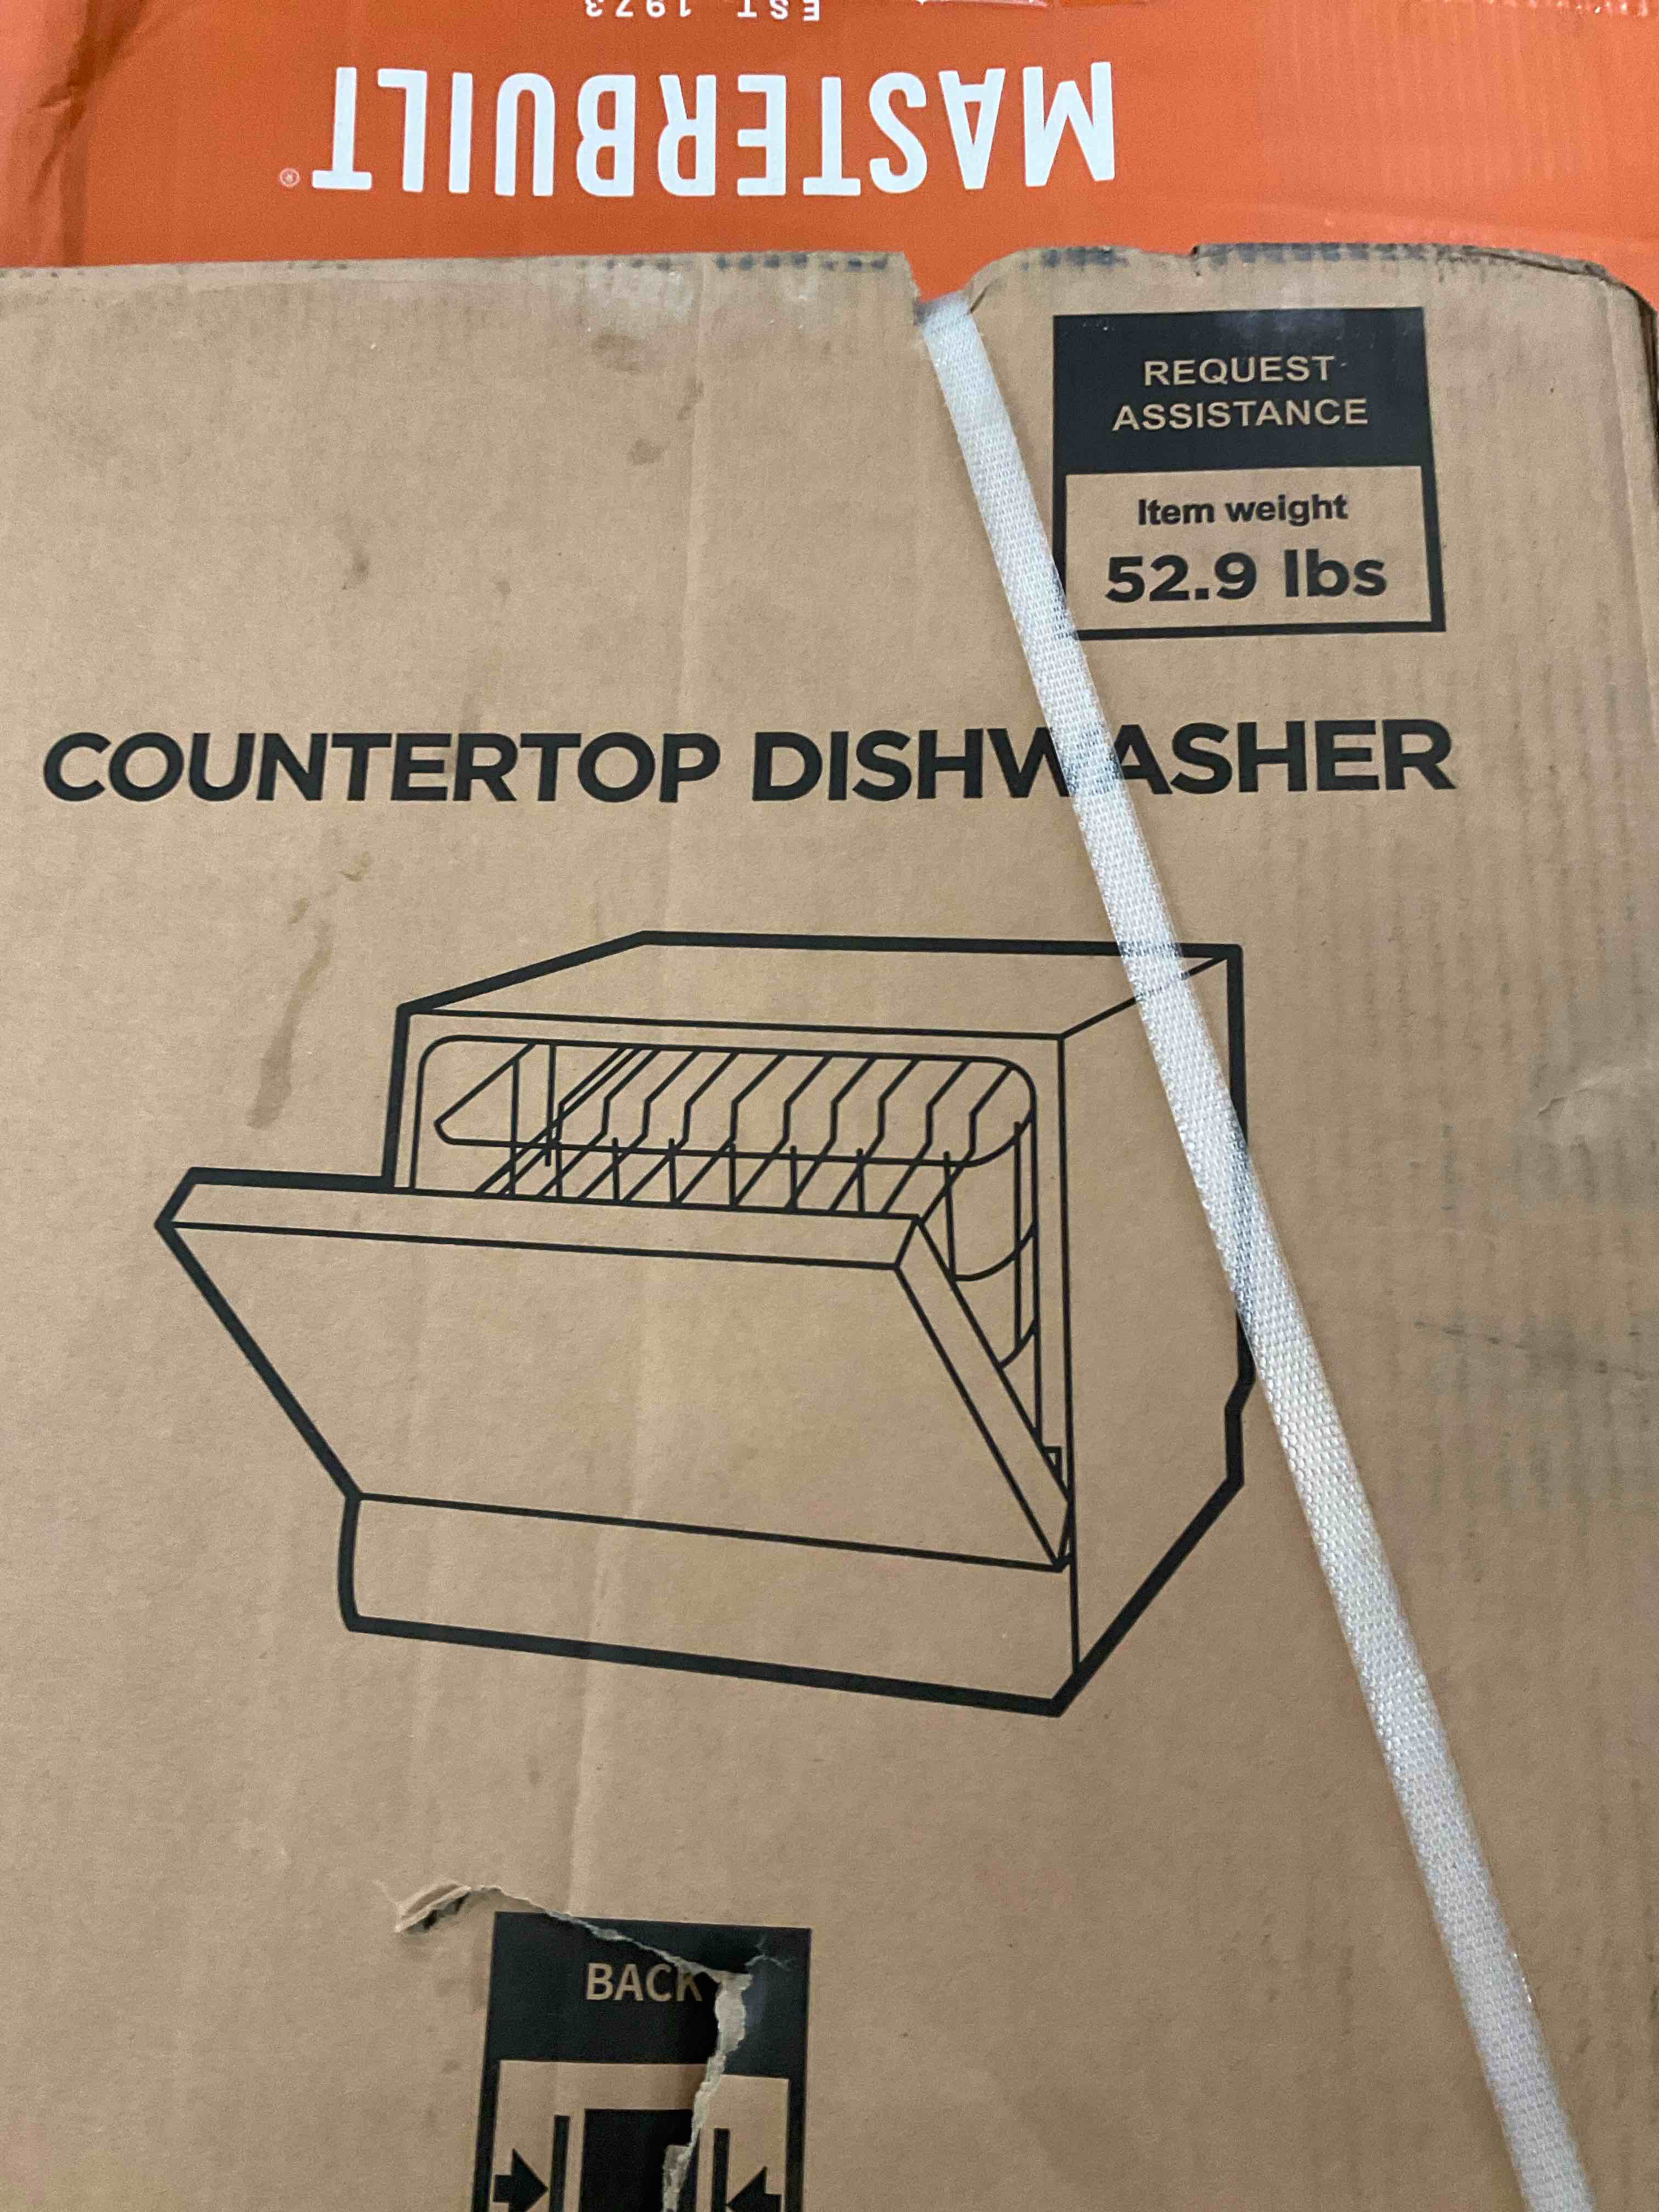 EST. 1973
MASTERBUILT®
REQUEST
ASSISTANCE
Item weight
52.9 lbs
COUNTERTOP DISHWASHER
BACK